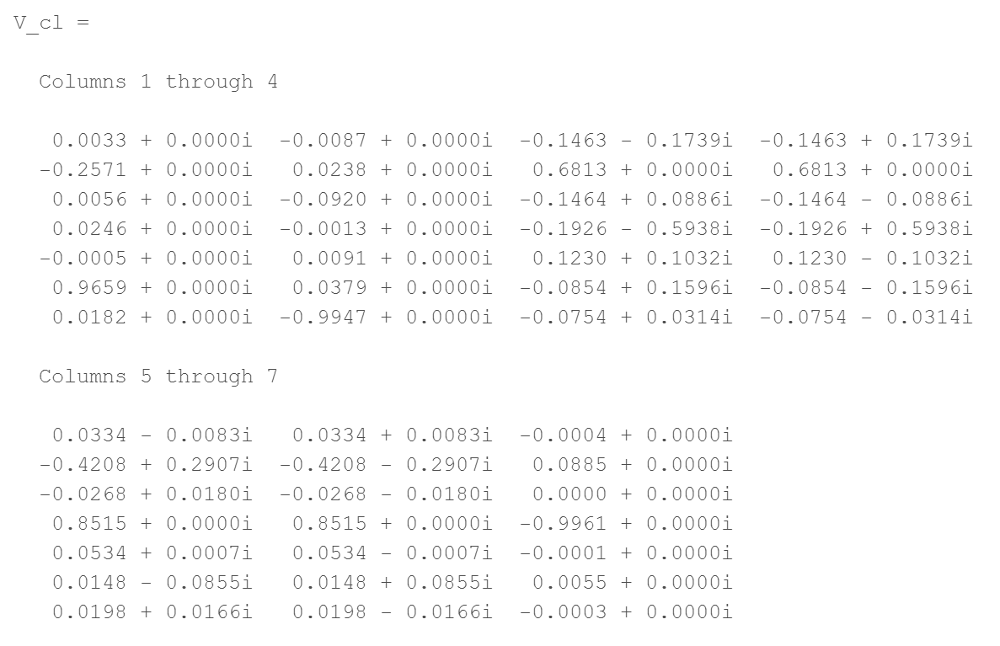 V_cl =
Columns 1 through 4
0.0033 + 0.0000i  -0.0087 + 0.0000i  -0.1463 - 0.1739i  -0.1463 + 0.1739i
-0.2571 + 0.0000i   0.0238 + 0.0000i   0.6813 + 0.0000i   0.6813 + 0.0000i
0.0056 + 0.0000i  -0.0920 + 0.0000i  -0.1464 + 0.0886i  -0.1464 - 0.0886i
0.0246 + 0.0000i  -0.0013 + 0.0000i  -0.1926 - 0.5938i  -0.1926 + 0.5938i
-0.0005 + 0.0000i   0.0091 + 0.0000i   0.1230 + 0.1032i   0.1230 - 0.1032i
0.9659 + 0.0000i   0.0379 + 0.0000i  -0.0854 + 0.1596i  -0.0854 - 0.1596i
0.0182 + 0.0000i  -0.9947 + 0.0000i  -0.0754 + 0.0314i  -0.0754 - 0.0314i
Columns 5 through 7
0.0334 - 0.0083i   0.0334 + 0.0083i  -0.0004 + 0.0000i
-0.4208 + 0.2907i  -0.4208 - 0.2907i   0.0885 + 0.0000i
-0.0268 + 0.0180i  -0.0268 - 0.0180i   0.0000 + 0.0000i
0.8515 + 0.0000i   0.8515 + 0.0000i  -0.9961 + 0.0000i
0.0534 + 0.0007i   0.0534 - 0.0007i  -0.0001 + 0.0000i
0.0148 - 0.0855i   0.0148 + 0.0855i   0.0055 + 0.0000i
0.0198 + 0.0166i   0.0198 - 0.0166i  -0.0003 + 0.0000i